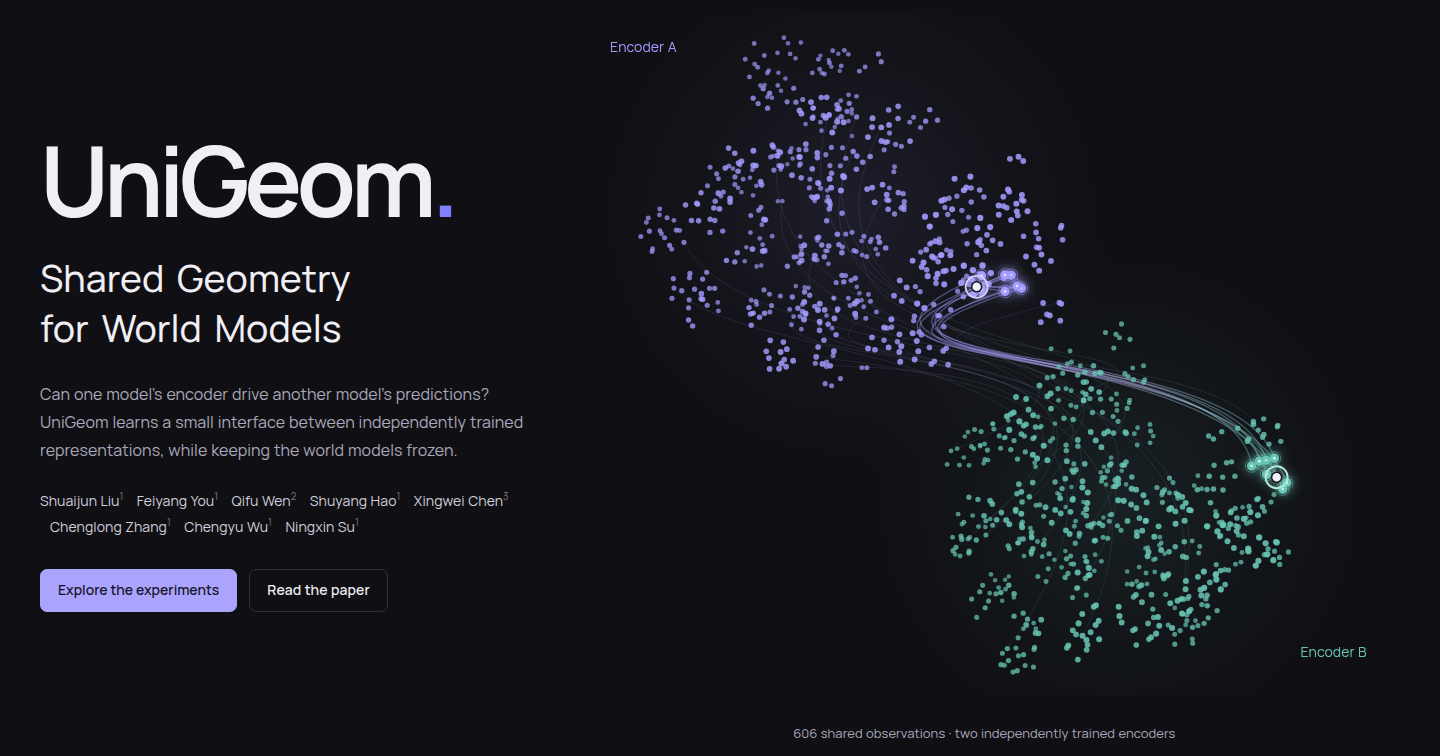 UniGeom.
Shared Geometry
for World Models
Can one model's encoder drive another model's predictions?
UniGeom learns a small interface between independently trained
representations, while keeping the world models frozen.
Shuaijun Liu1 Feiyang You1 Qifu Wen2 Shuyang Hao1 Xingwei Chen3
Chenglong Zhang1 Chengyu Wu1 Ningxin Su1
Explore the experiments Read the paper
Encoder A
Encoder B
606 shared observations · two independently trained encoders